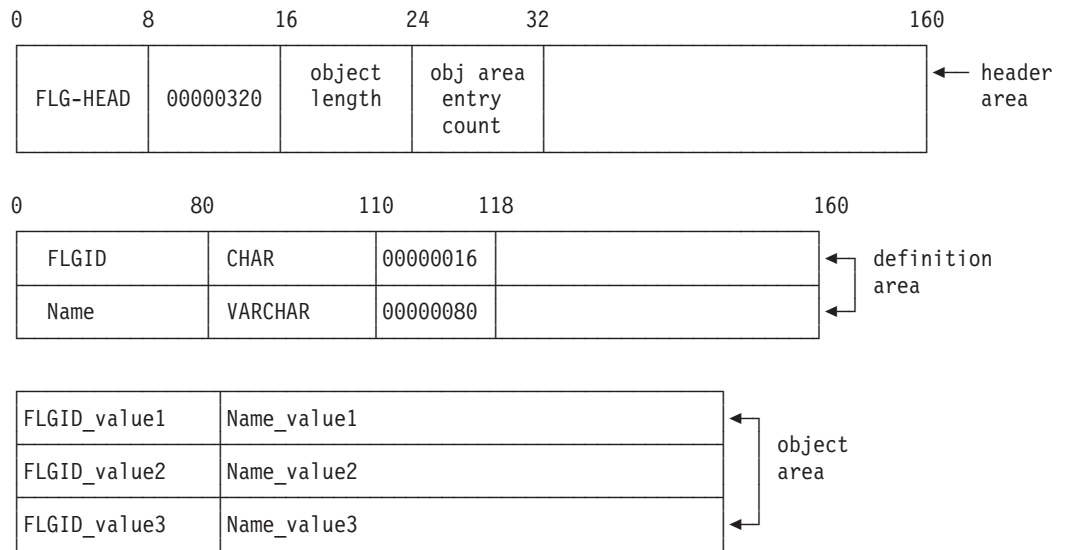 0 8 16 24 32 160
object obj area header
FLG-HEAD 00000320 length entry area
count
0 80 110 118 160
FLGID CHAR 00000016 definition
area
Name VARCHAR 00000080
FLGID_value1 Name_value1
object
FLGID_value2 Name_value2 area
FLGID_value3 Name_value3